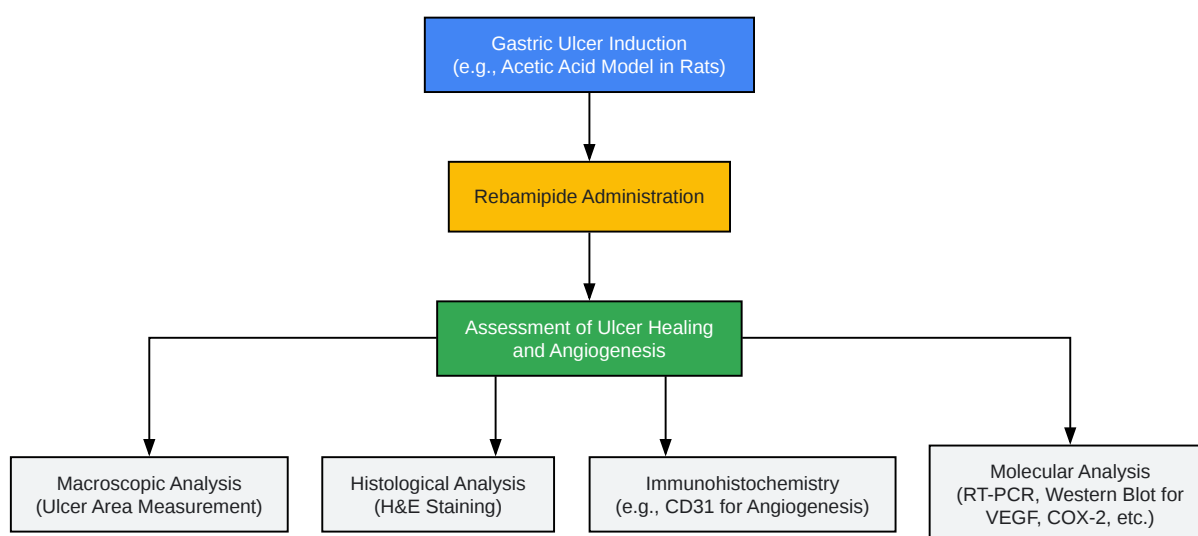 Gastric Ulcer Induction
(e.g., Acetic Acid Model in Rats)
Rebamipide Administration
Assessment of Ulcer Healing
and Angiogenesis
Macroscopic Analysis
(Ulcer Area Measurement)
Histological Analysis
(H&E Staining)
Immunohistochemistry
(e.g., CD31 for Angiogenesis)
Molecular Analysis
(RT-PCR, Western Blot for
VEGF, COX-2, etc.)